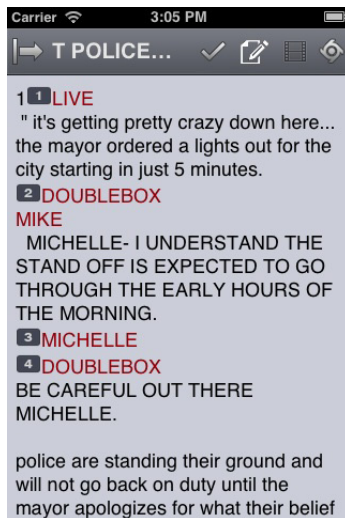 Carrier 3:05 PM
T POLICE...
1 1 LIVE
" it's getting pretty crazy down here...
the mayor ordered a lights out for the
city starting in just 5 minutes.
2 DOUBLEBOX
MIKE
MICHELLE- I UNDERSTAND THE
STAND OFF IS EXPECTED TO GO
THROUGH THE EARLY HOURS OF
THE MORNING.
3 MICHELLE
4 DOUBLEBOX
BE CAREFUL OUT THERE
MICHELLE.
police are standing their ground and
will not go back on duty until the
mayor apologizes for what their belief